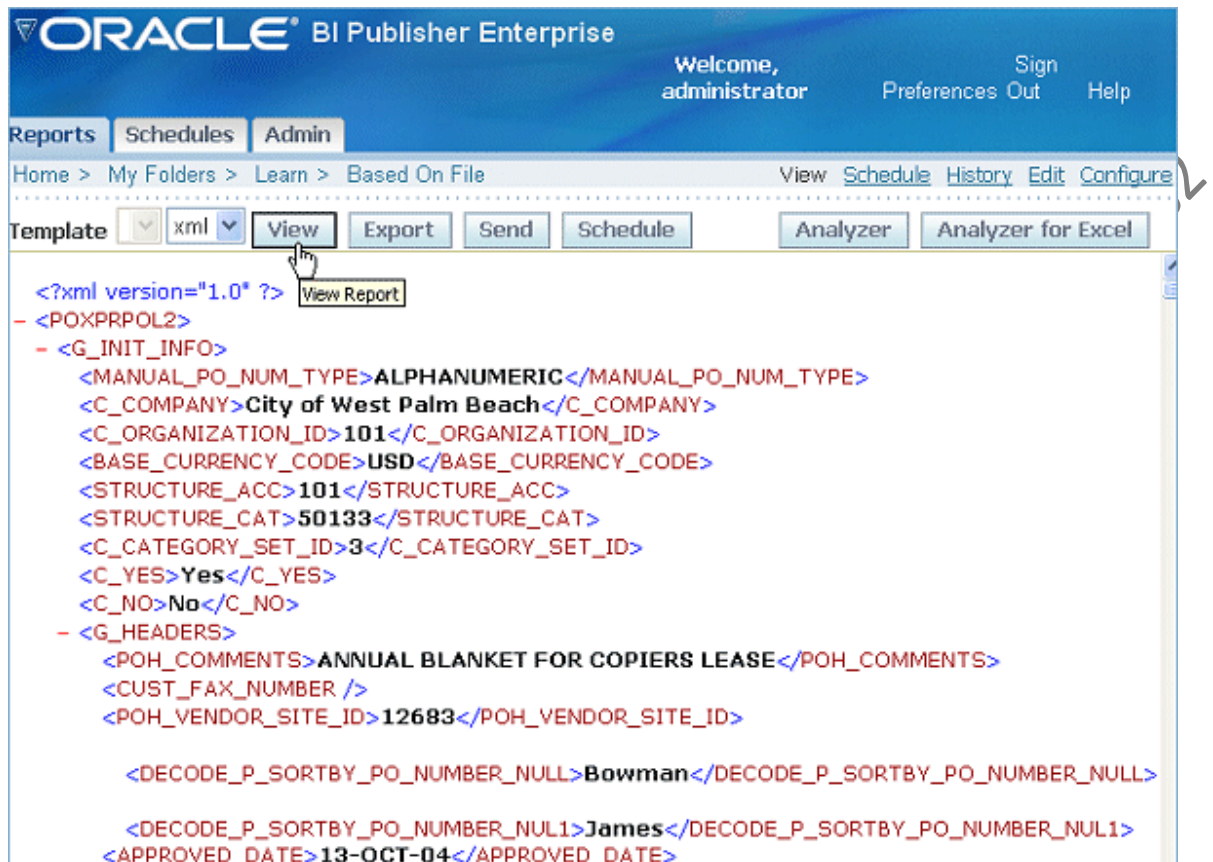 ORACLE BI Publisher Enterprise
Welcome, administrator Preferences Sign Out Help
Reports Schedules Admin
Home > My Folders > Learn > Based On File View Schedule History Edit Configure
Template xml View Export Send Schedule Analyzer Analyzer for Excel
<?xml version="1.0" ?> View Report
- <POXPRPOL2>
- <G_INIT_INFO>
<MANUAL_PO_NUM_TYPE>ALPHANUMERIC</MANUAL_PO_NUM_TYPE>
<C_COMPANY>City of West Palm Beach</C_COMPANY>
<C_ORGANIZATION_ID>101</C_ORGANIZATION_ID>
<BASE_CURRENCY_CODE>USD</BASE_CURRENCY_CODE>
<STRUCTURE_ACC>101</STRUCTURE_ACC>
<STRUCTURE_CAT>50133</STRUCTURE_CAT>
<C_CATEGORY_SET_ID>3</C_CATEGORY_SET_ID>
<C_YES>Yes</C_YES>
<C_NO>No</C_NO>
- <G_HEADERS>
<POH_COMMENTS>ANNUAL BLANKET FOR COPIERS LEASE</POH_COMMENTS>
<CUST_FAX_NUMBER />
<POH_VENDOR_SITE_ID>12683</POH_VENDOR_SITE_ID>
<DECODE_P_SORTBY_PO_NUMBER_NULL>Bowman</DECODE_P_SORTBY_PO_NUMBER_NULL>
<DECODE_P_SORTBY_PO_NUMBER_NUL1>James</DECODE_P_SORTBY_PO_NUMBER_NUL1>
<APPROVED_DATE>13-OCT-04</APPROVED_DATE>